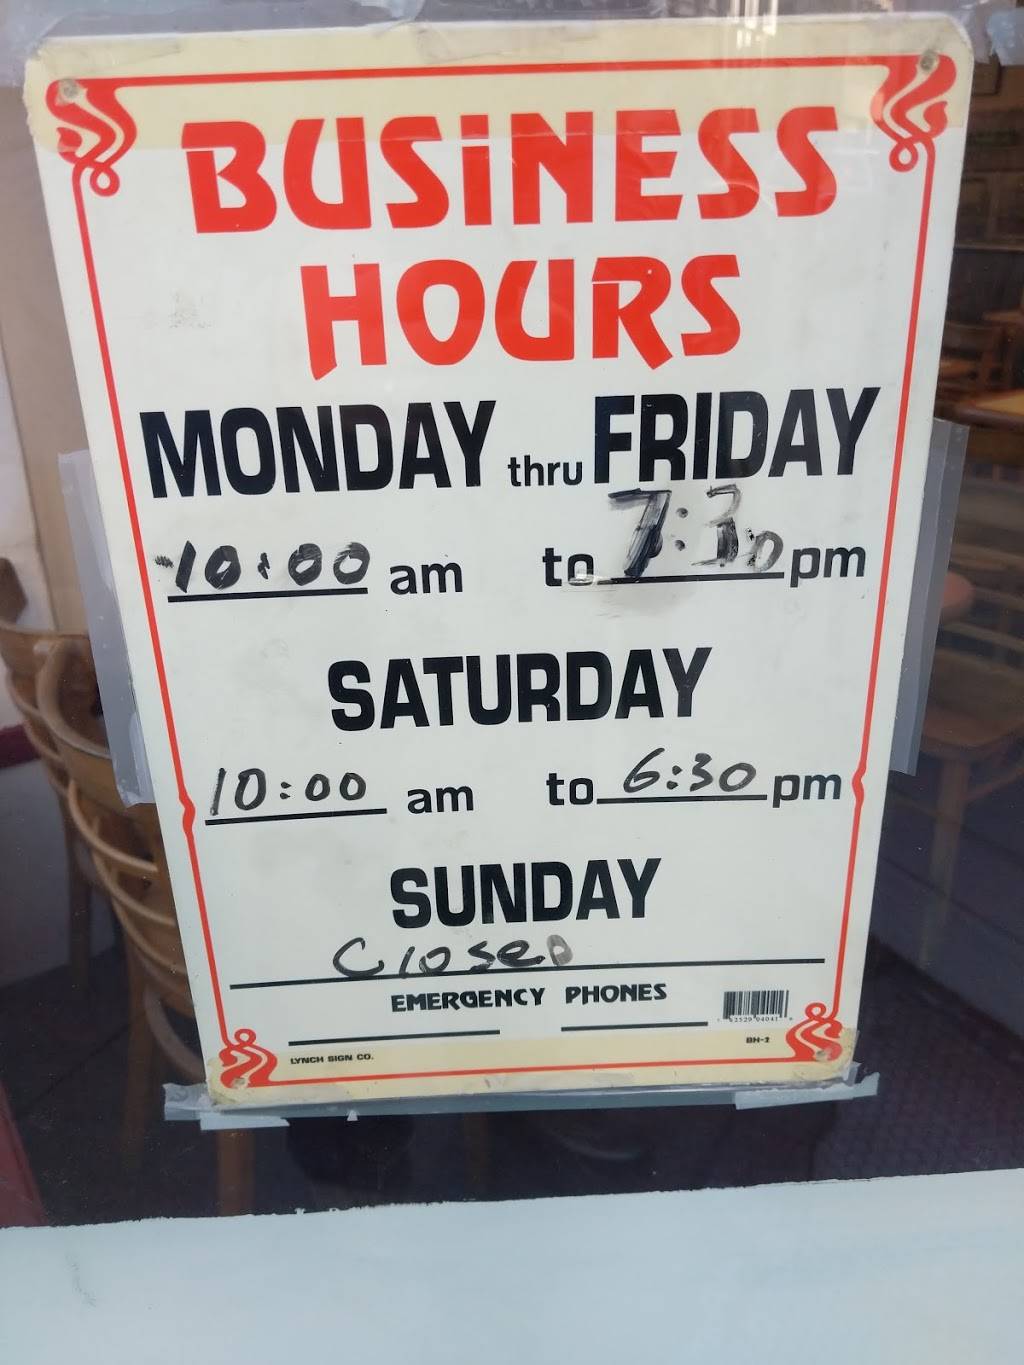 BUSINESS
HOURS
MONDAY thru FRIDAY
10:00 am to 7:30 pm
SATURDAY
10:00 am to 6:30 pm
SUNDAY
Closed
EMERGENCY PHONES
BH-2
LYNCH SIGN CO.